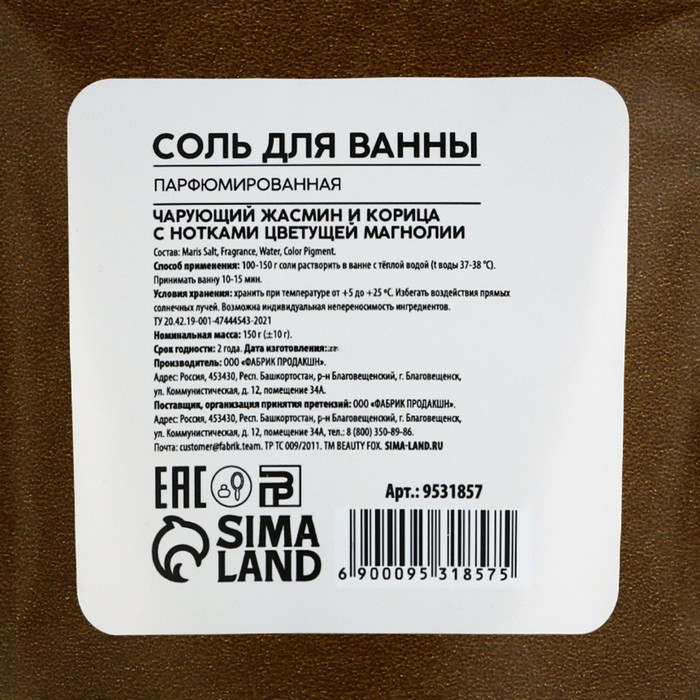 СОЛЬ ДЛЯ ВАННЫ
ПАРФЮМИРОВАННАЯ
ЧАРУЮЩИЙ ЖАСМИН И КОРИЦА
С НОТКАМИ ЦВЕТУЩЕЙ МАГНОЛИИ
Состав: Maris Salt, Fragrance, Water, Color Pigment.
Способ применения: 100-150 г соли растворить в ванне с тёплой водой (t воды 37-38 °C).
Принимать ванну 10-15 мин.
Условия хранения: хранить при температуре от +5 до +25 °C. Избегать воздействия прямых
солнечных лучей. Возможна индивидуальная непереносимость ингредиентов.
ТУ 20.42.19-001-47444543-2021
Номинальная масса: 150 г (±10 г).
Срок годности: 2 года. Дата изготовления:
Производитель: ООО «ФАБРИК ПРОДАКШН».
Адрес: Россия, 453430, Респ. Башкортостан, р-н Благовещенский, г. Благовещенск,
ул. Коммунистическая, д. 12, помещение 34А.
Поставщик, организация принятия претензий: ООО «ФАБРИК ПРОДАКШН».
Адрес: Россия, 453430, Респ. Башкортостан, р-н Благовещенский, г. Благовещенск,
ул. Коммунистическая, д. 12, помещение 34А, тел.: 8 (800) 350-89-86.
Почта: customer@fabrik.team. ТР ТС 009/2011. TM BEAUTY FOX. SIMA-LAND.RU
EAC
Арт.: 9531857
SIMA
LAND
6 900095 318575